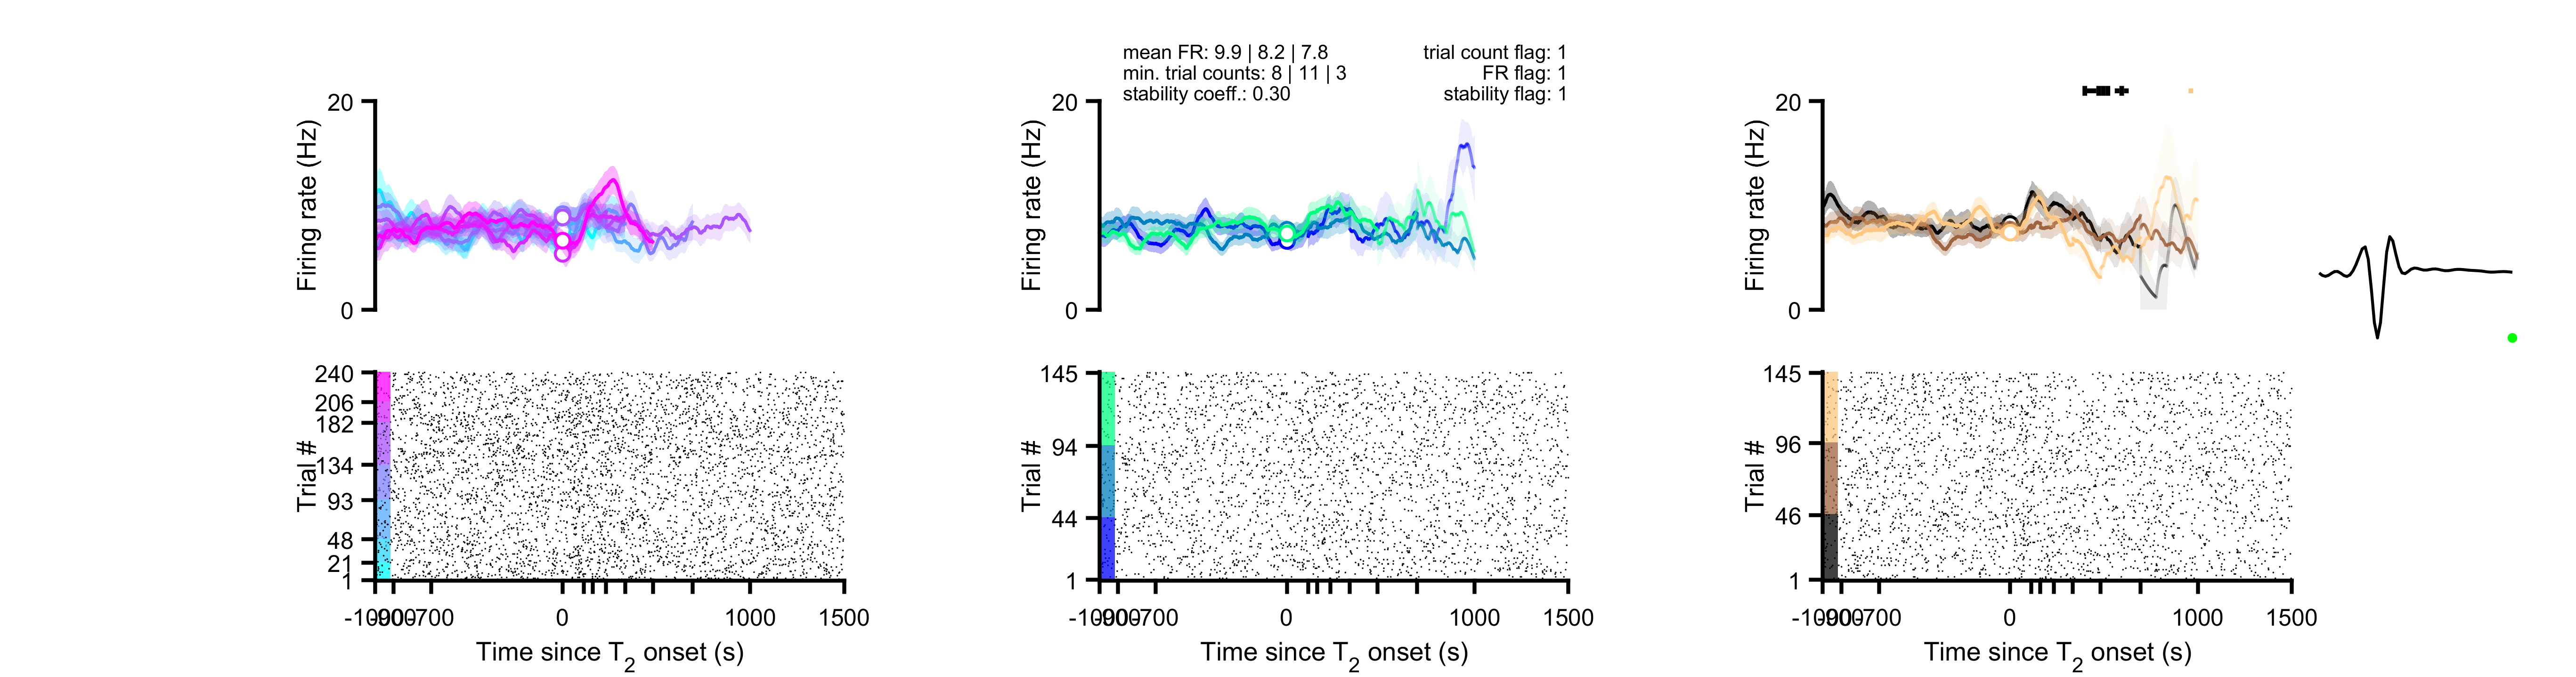 mean FR: 9.9 | 8.2 | 7.8
min. trial counts: 8 | 11 | 3
stability coeff.: 0.30
trial count flag: 1
FR flag: 1
stability flag: 1
20
Firing rate (Hz)
0
20
Firing rate (Hz)
0
20
Firing rate (Hz)
0
240
206
182
134
93
48
21
1
Trial #
-1000
-900
-700
0
1000
1500
Time since T2 onset (s)
145
94
44
1
Trial #
-1000
-900
-700
0
1000
1500
Time since T2 onset (s)
145
96
46
1
Trial #
-1000
-900
-700
0
1000
1500
Time since T2 onset (s)